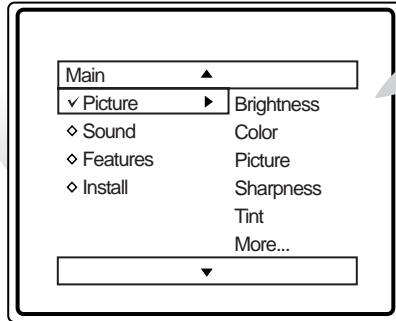 Main
Picture Brightness
Sound Color
Features Picture
Install Sharpness
Tint
More...